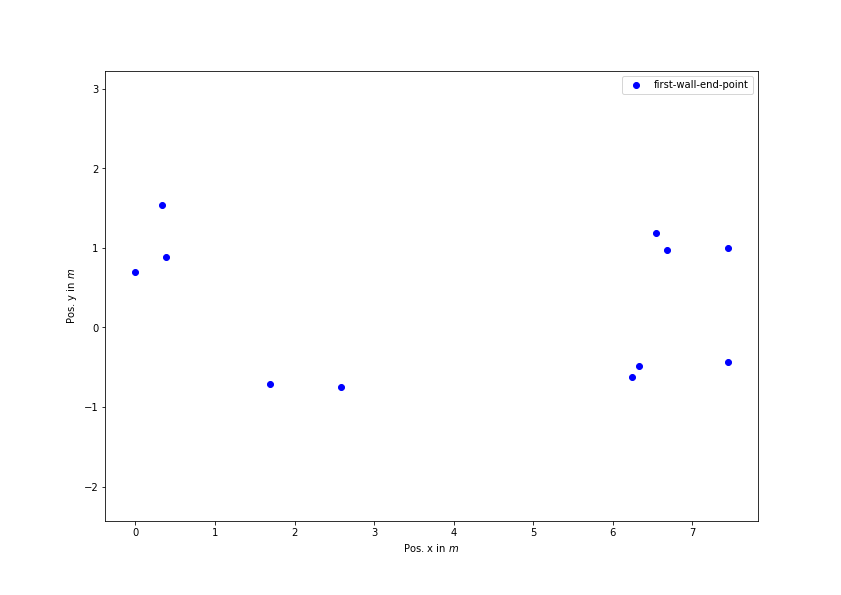 first-wall-end-point
3
2
1
0
−1
−2
Pos. y in m
0 1 2 3 4 5 6 7
Pos. x in m